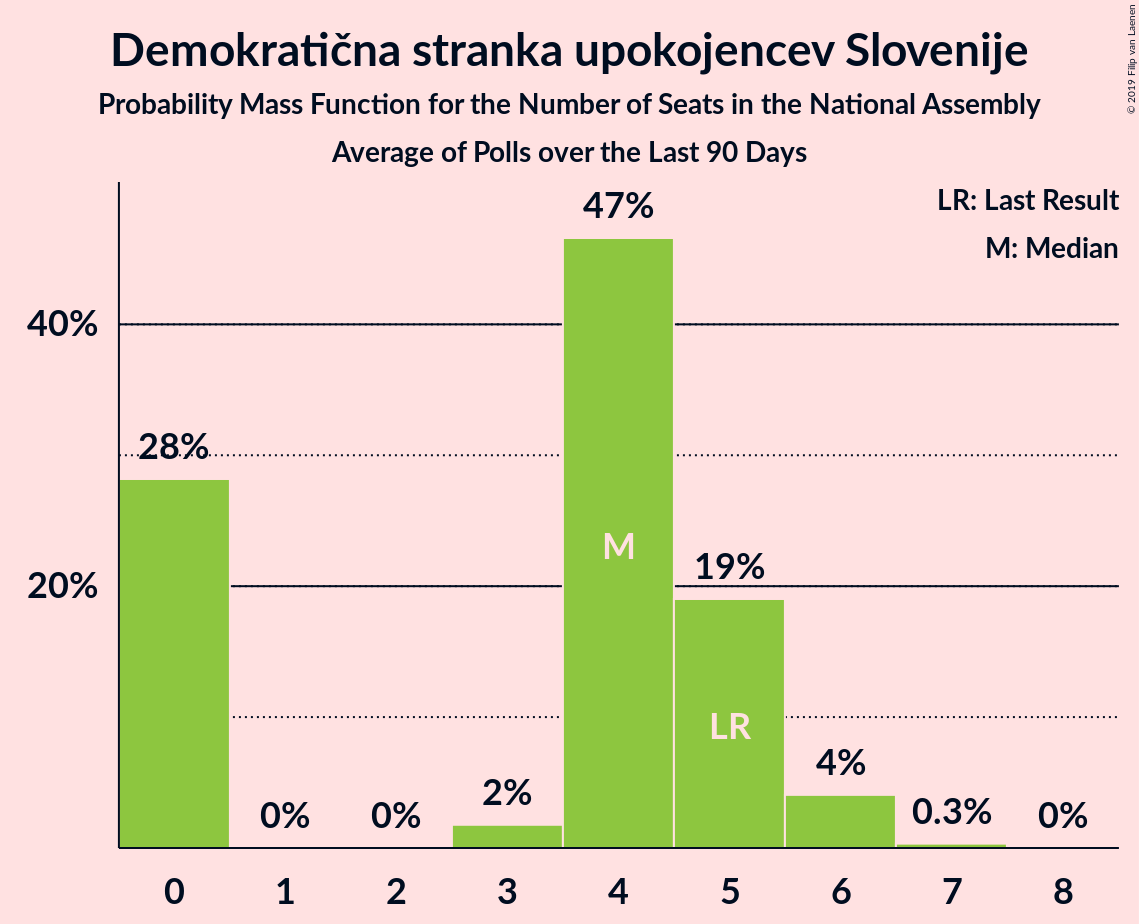 Demokratična stranka upokojencev Slovenije
Probability Mass Function for the Number of Seats in the National Assembly
Average of Polls over the Last 90 Days
© 2019 Filip van Laenen
LR: Last Result
M: Median
47%
40%
28%
M
19%
20%
LR
4%
2%
0%
0%
0.3%
0%
0 1 2 3 4 5 6 7 8